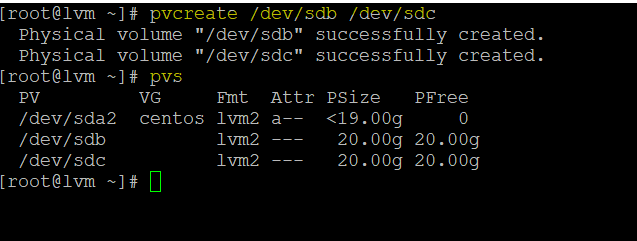 [root@lvm ~]# pvcreate /dev/sdb /dev/sdc
  Physical volume "/dev/sdb" successfully created.
  Physical volume "/dev/sdc" successfully created.
[root@lvm ~]# pvs
  PV         VG     Fmt  Attr PSize   PFree
  /dev/sda2  centos lvm2 a--  <19.00g     0
  /dev/sdb          lvm2 ---   20.00g 20.00g
  /dev/sdc          lvm2 ---   20.00g 20.00g
[root@lvm ~]#